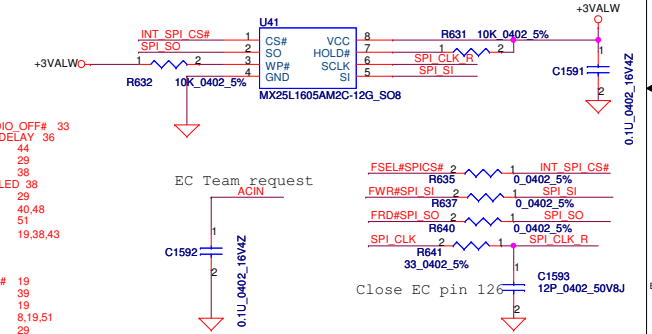 +3VALW
U41
INT_SPI_CS# 1 CS# VCC 8 R631 10K_0402_5%
SPI_SO 2 SO HOLD# 7 1 2
+3VALW 1 2 3 WP# SCLK 6 SPI_CLK_R
4 GND SI 5 SPI_SI
R632 10K_0402_5%
MX25L1605AM2C-12G_SO8
1
C1591
2
0.1U_0402_16V4Z
DIO_OFF# 33
DELAY 36
44
29
38
LED 38
29
40,48
51
19,38,43
EC Team request
ACIN
1
C1592
2
0.1U_0402_16V4Z
FSEL#SPICS# 2 1 INT_SPI_CS#
R635 0_0402_5%
FWR#SPI_SI 2 1 SPI_SI
R637 0_0402_5%
FRD#SPI_SO 2 1 SPI_SO
R640 0_0402_5%
SPI_CLK 2 1 SPI_CLK_R
R641
33_0402_5%
1
C1593
Close EC pin 126
12P_0402_50V8J
2
# 19
39
19
8,19,51
29